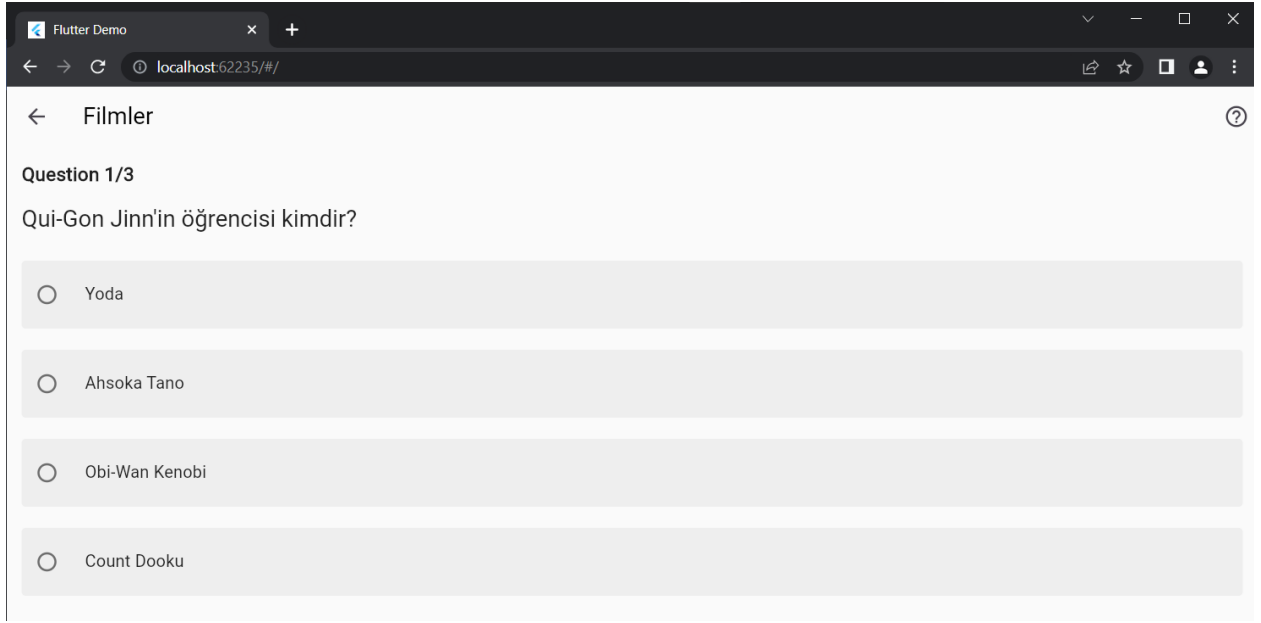 Flutter Demo
localhost:62235/#/
Filmler
Question 1/3
Qui-Gon Jinn'in öğrencisi kimdir?
Yoda
Ahsoka Tano
Obi-Wan Kenobi
Count Dooku